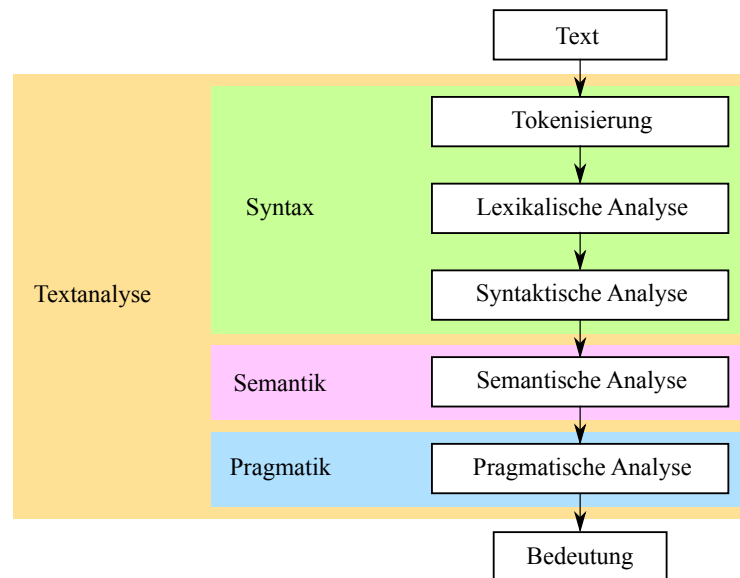 Text
Tokenisierung
Syntax
Lexikalische Analyse
Textanalyse
Syntaktische Analyse
Semantik
Semantische Analyse
Pragmatik
Pragmatische Analyse
Bedeutung